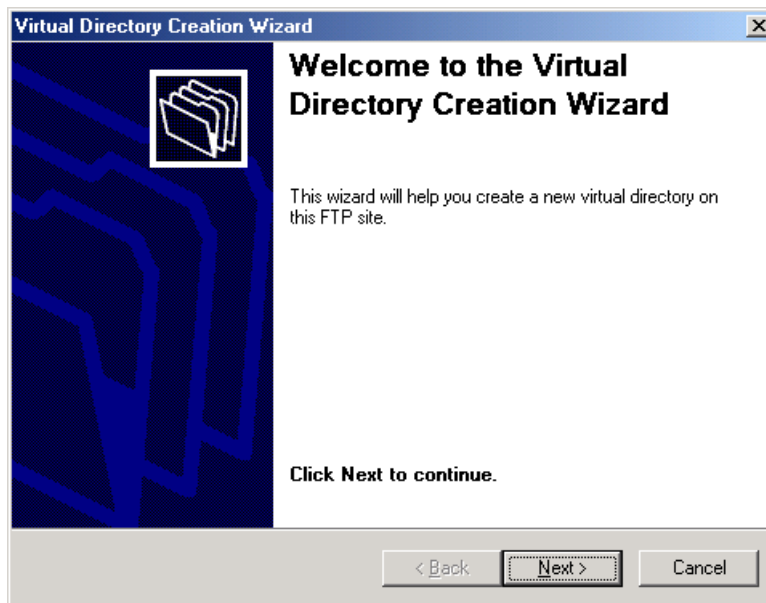 Virtual Directory Creation Wizard
Welcome to the Virtual
Directory Creation Wizard
This wizard will help you create a new virtual directory on
this FTP site.
Click Next to continue.
< Back
Next >
Cancel